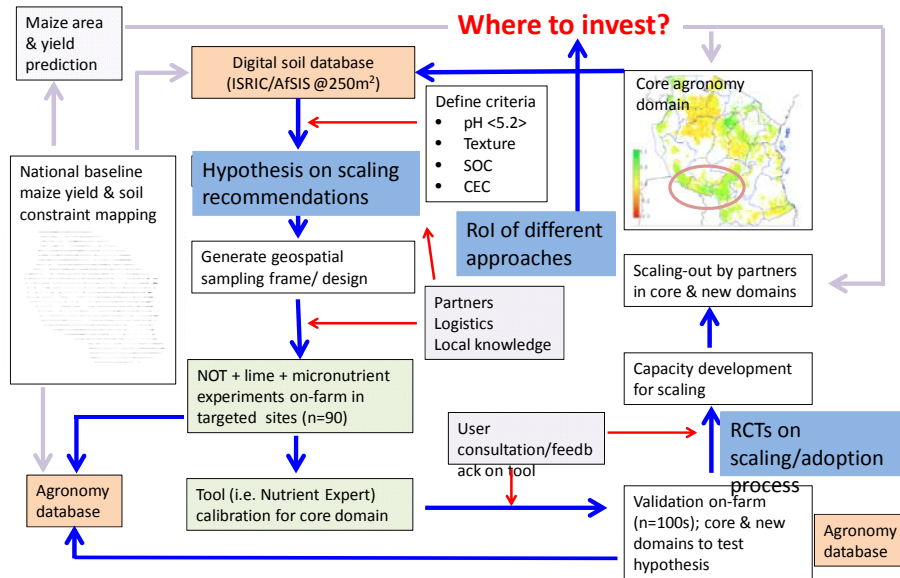 Maize area
& yield
prediction
Where to invest?
Digital soil database
(ISRIC/AfSIS @250m²)
Define criteria
• pH <5.2>
• Texture
• SOC
• CEC
Core agronomy
domain
National baseline
maize yield & soil
constraint mapping
Hypothesis on scaling
recommendations
RoI of different
approaches
Generate geospatial
sampling frame/ design
Scaling-out by partners
in core & new domains
Partners
Logistics
Local knowledge
NOT + lime + micronutrient
experiments on-farm in
targeted sites (n=90)
Capacity development
for scaling
User
consultation/feedb
ack on tool
RCTs on
scaling/adoption
process
Agronomy
database
Tool (i.e. Nutrient Expert)
calibration for core domain
Validation on-farm
(n=100s); core & new
domains to test
hypothesis
Agronomy
database